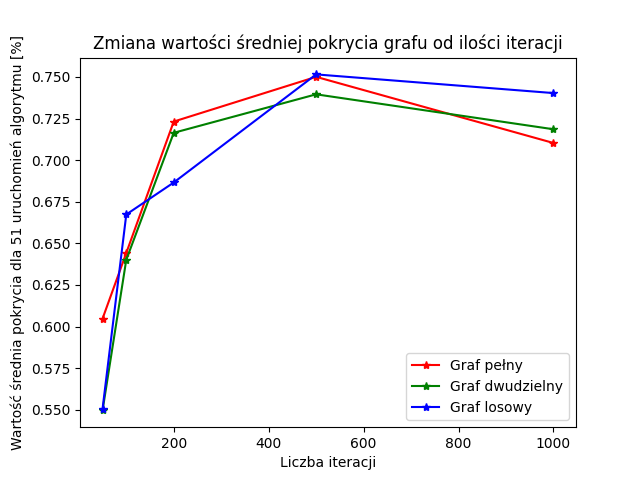 Zmiana wartości średniej pokrycia grafu od ilości iteracji
Wartość średnia pokrycia dla 51 uruchomień algorytmu [%]
0.750
0.725
0.700
0.675
0.650
0.625
0.600
0.575
0.550
Graf pełny
Graf dwudzielny
Graf losowy
200
400
600
800
1000
Liczba iteracji